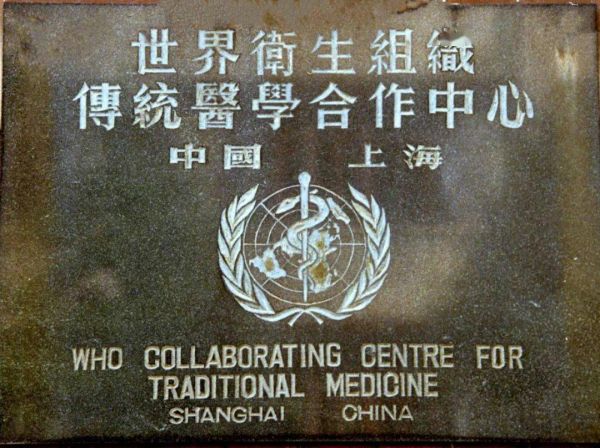 世界衛生組織
傳統醫學合作中心
中國 上海
WHO COLLABORATING CENTRE FOR
TRADITIONAL MEDICINE
SHANGHAI CHINA